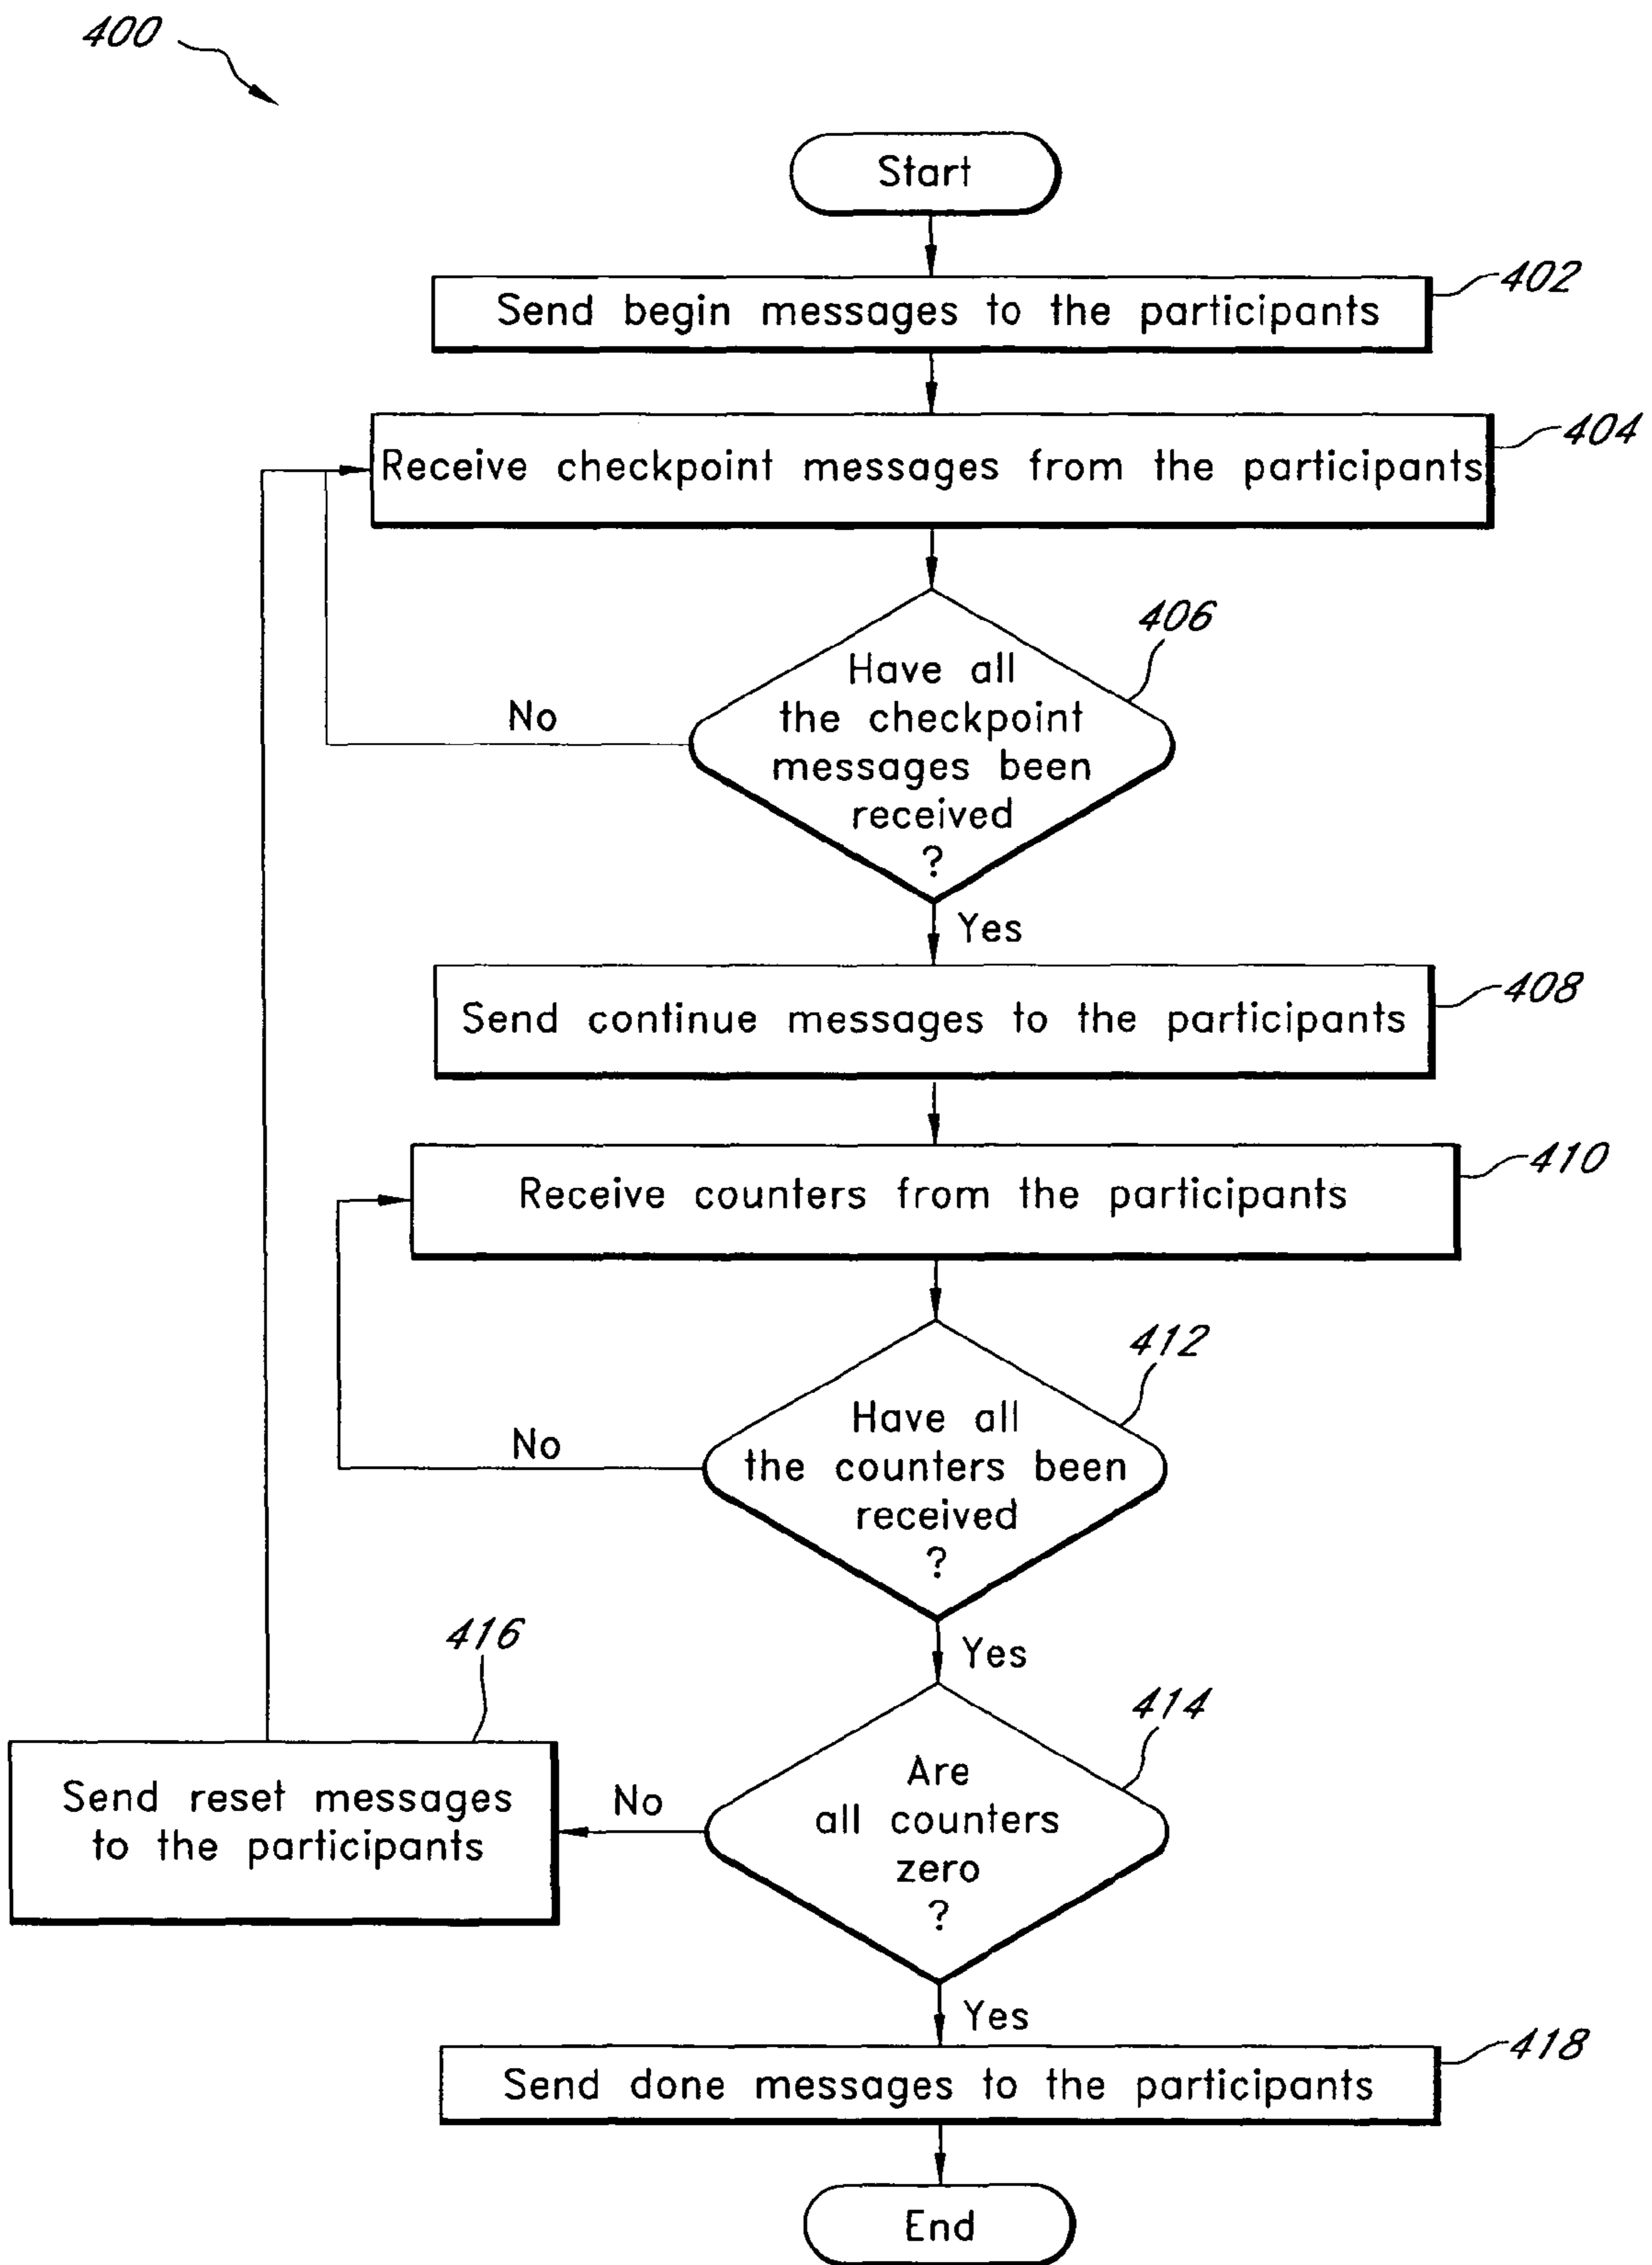 400
Start
402
Send begin messages to the participants
404
Receive checkpoint messages from the participants
406
Have all
the checkpoint
messages been
received
?
No
Yes
408
Send continue messages to the participants
410
Receive counters from the participants
412
Have all
the counters been
received
?
No
Yes
414
Are
all counters
zero
?
No
416
Send reset messages
to the participants
Yes
418
Send done messages to the participants
End